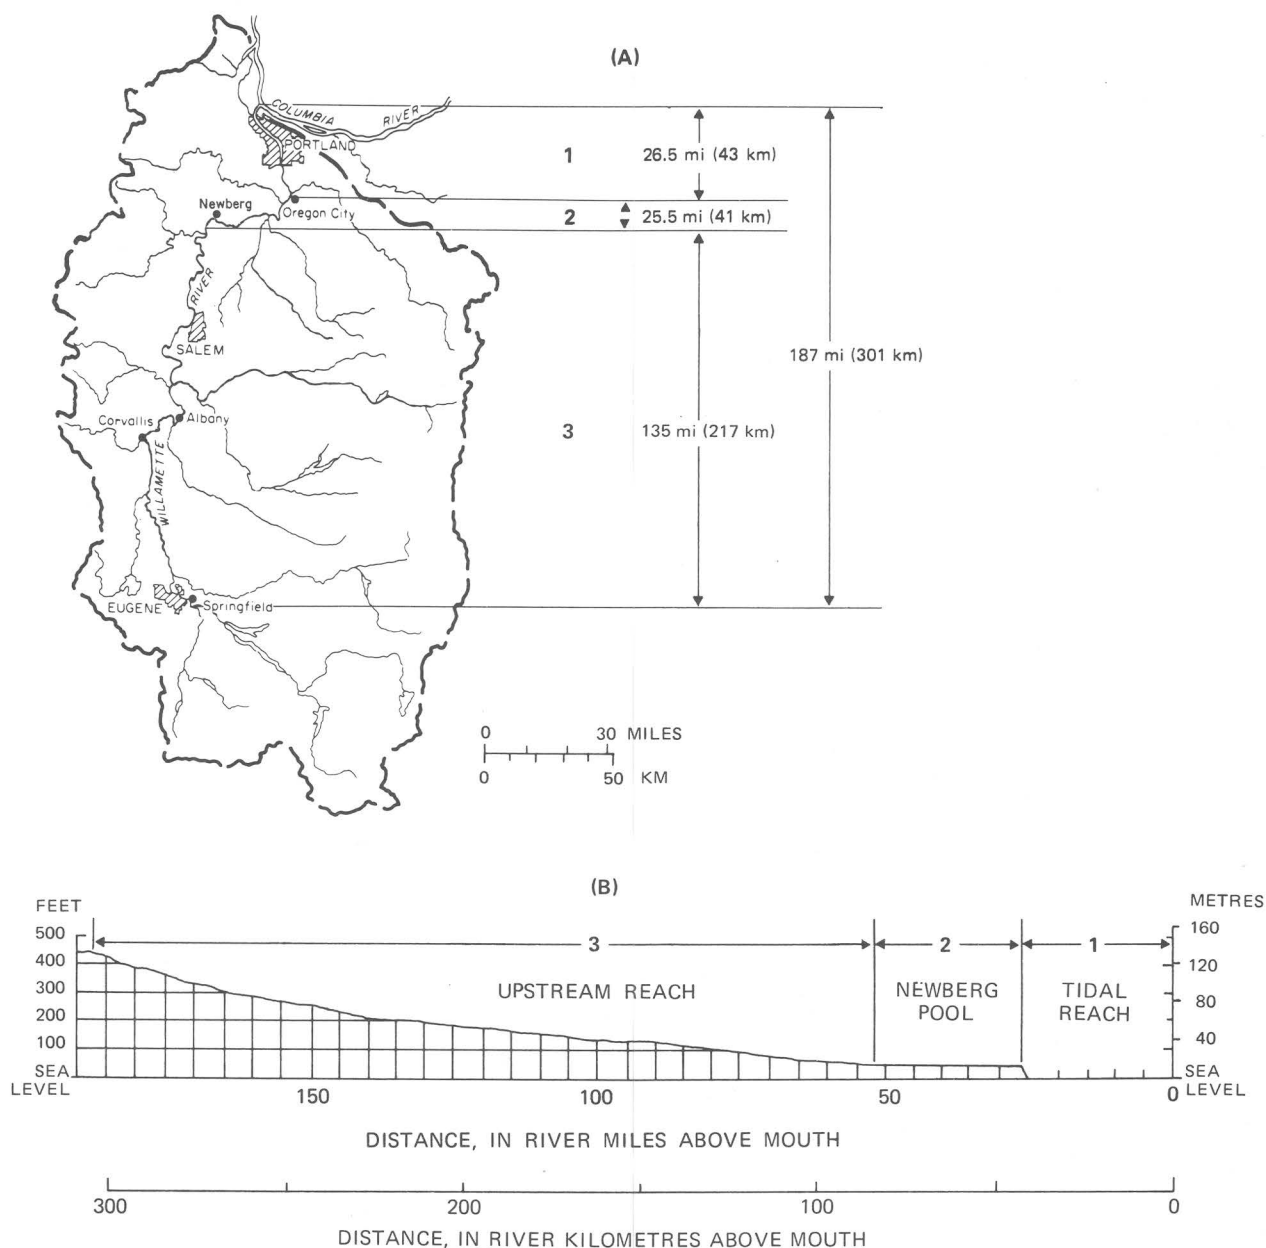 (A)
COLUMBIA
RIVER
PORTLAND
1
26.5 mi (43 km)
Newberg
Oregon City
2
25.5 mi (41 km)
RIVER
SALEM
187 mi (301 km)
Corvallis
Albany
3
135 mi (217 km)
WILLAMETTE
EUGENE
Springfield
0 30 MILES
0 50 KM
(B)
FEET
METRES
500
400
300
200
100
SEA
LEVEL
3
2
1
UPSTREAM REACH
NEWBERG
POOL
TIDAL
REACH
160
120
80
40
SEA
LEVEL
150 100 50 0
DISTANCE, IN RIVER MILES ABOVE MOUTH
300 200 100 0
DISTANCE, IN RIVER KILOMETRES ABOVE MOUTH